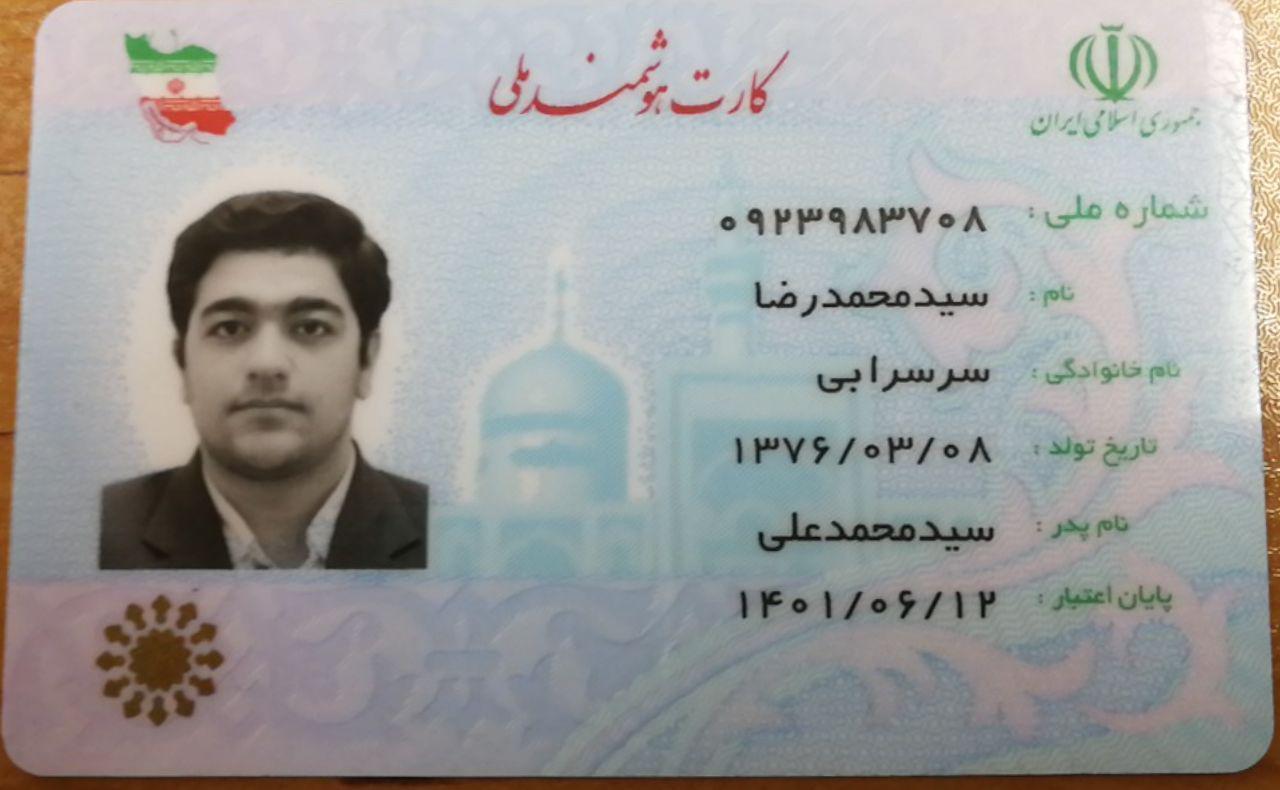 کارت هوشمند ملی
جمهوری اسلامی ایران
شماره ملی : ۰۹۲۳۹۸۳۷۰۸
نام : سیدمحمدرضا
نام خانوادگی : سرسرابی
تاریخ تولد : ۱۳۷۶/۰۳/۰۸
نام پدر : سیدمحمدعلی
پایان اعتبار : ۱۴۰۱/۰۶/۱۲